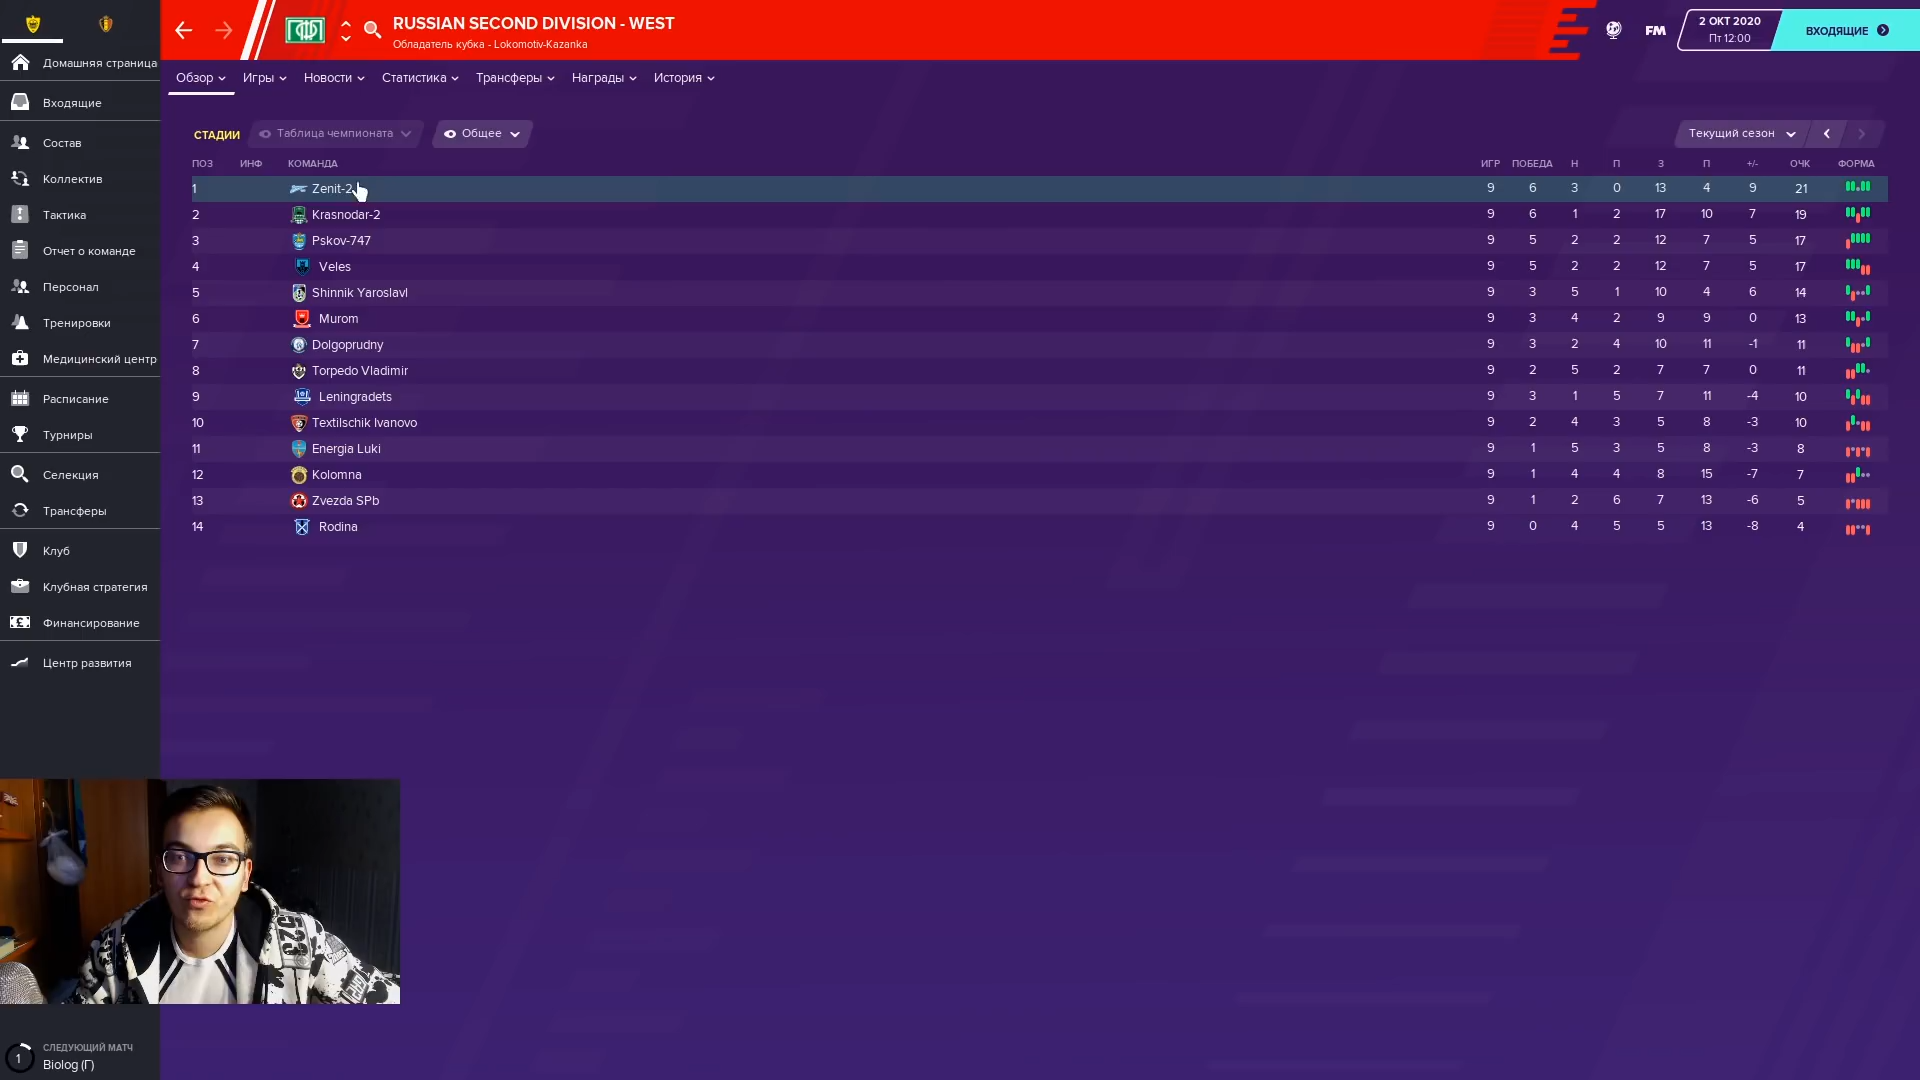 RUSSIAN SECOND DIVISION - WEST
Обладатель кубка - Lokomotiv-Kazanka
FM
2 ОКТ 2020
Пт 12:00
ВХОДЯЩИЕ
Домашняя страница
Входящие
Состав
Коллектив
Тактика
Отчет о команде
Персонал
Тренировки
Медицинский центр
Расписание
Турниры
Селекция
Трансферы
Клуб
Клубная стратегия
Финансирование
Центр развития
Обзор Игры Новости Статистика Трансферы Награды История
СТАДИИ Таблица чемпионата Общее Текущий сезон
ПОЗ ИНФ КОМАНДА ИГР ПОБЕДА Н П З П +/- ОЧК ФОРМА
1 Zenit-2 9 6 3 0 13 4 9 21
2 Krasnodar-2 9 6 1 2 17 10 7 19
3 Pskov-747 9 5 2 2 12 7 5 17
4 Veles 9 5 2 2 12 7 5 17
5 Shinnik Yaroslavl 9 3 5 1 10 4 6 14
6 Murom 9 3 4 2 9 9 0 13
7 Dolgoprudny 9 3 2 4 10 11 -1 11
8 Torpedo Vladimir 9 2 5 2 7 7 0 11
9 Leningradets 9 3 1 5 7 11 -4 10
10 Textilschik Ivanovo 9 2 4 3 5 8 -3 10
11 Energia Luki 9 1 5 3 5 8 -3 8
12 Kolomna 9 1 4 4 8 15 -7 7
13 Zvezda SPb 9 1 2 6 7 13 -6 5
14 Rodina 9 0 4 5 5 13 -8 4
523
1
СЛЕДУЮЩИЙ МАТЧ
Biolog (Г)